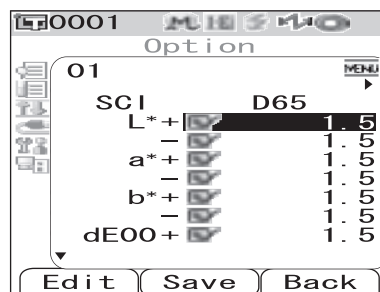 0001
Option
01 MENU
SCI D65
L*+ 1.5
− 1.5
a*+ 1.5
− 1.5
b*+ 1.5
− 1.5
dE00+ 1.5
Edit Save Back